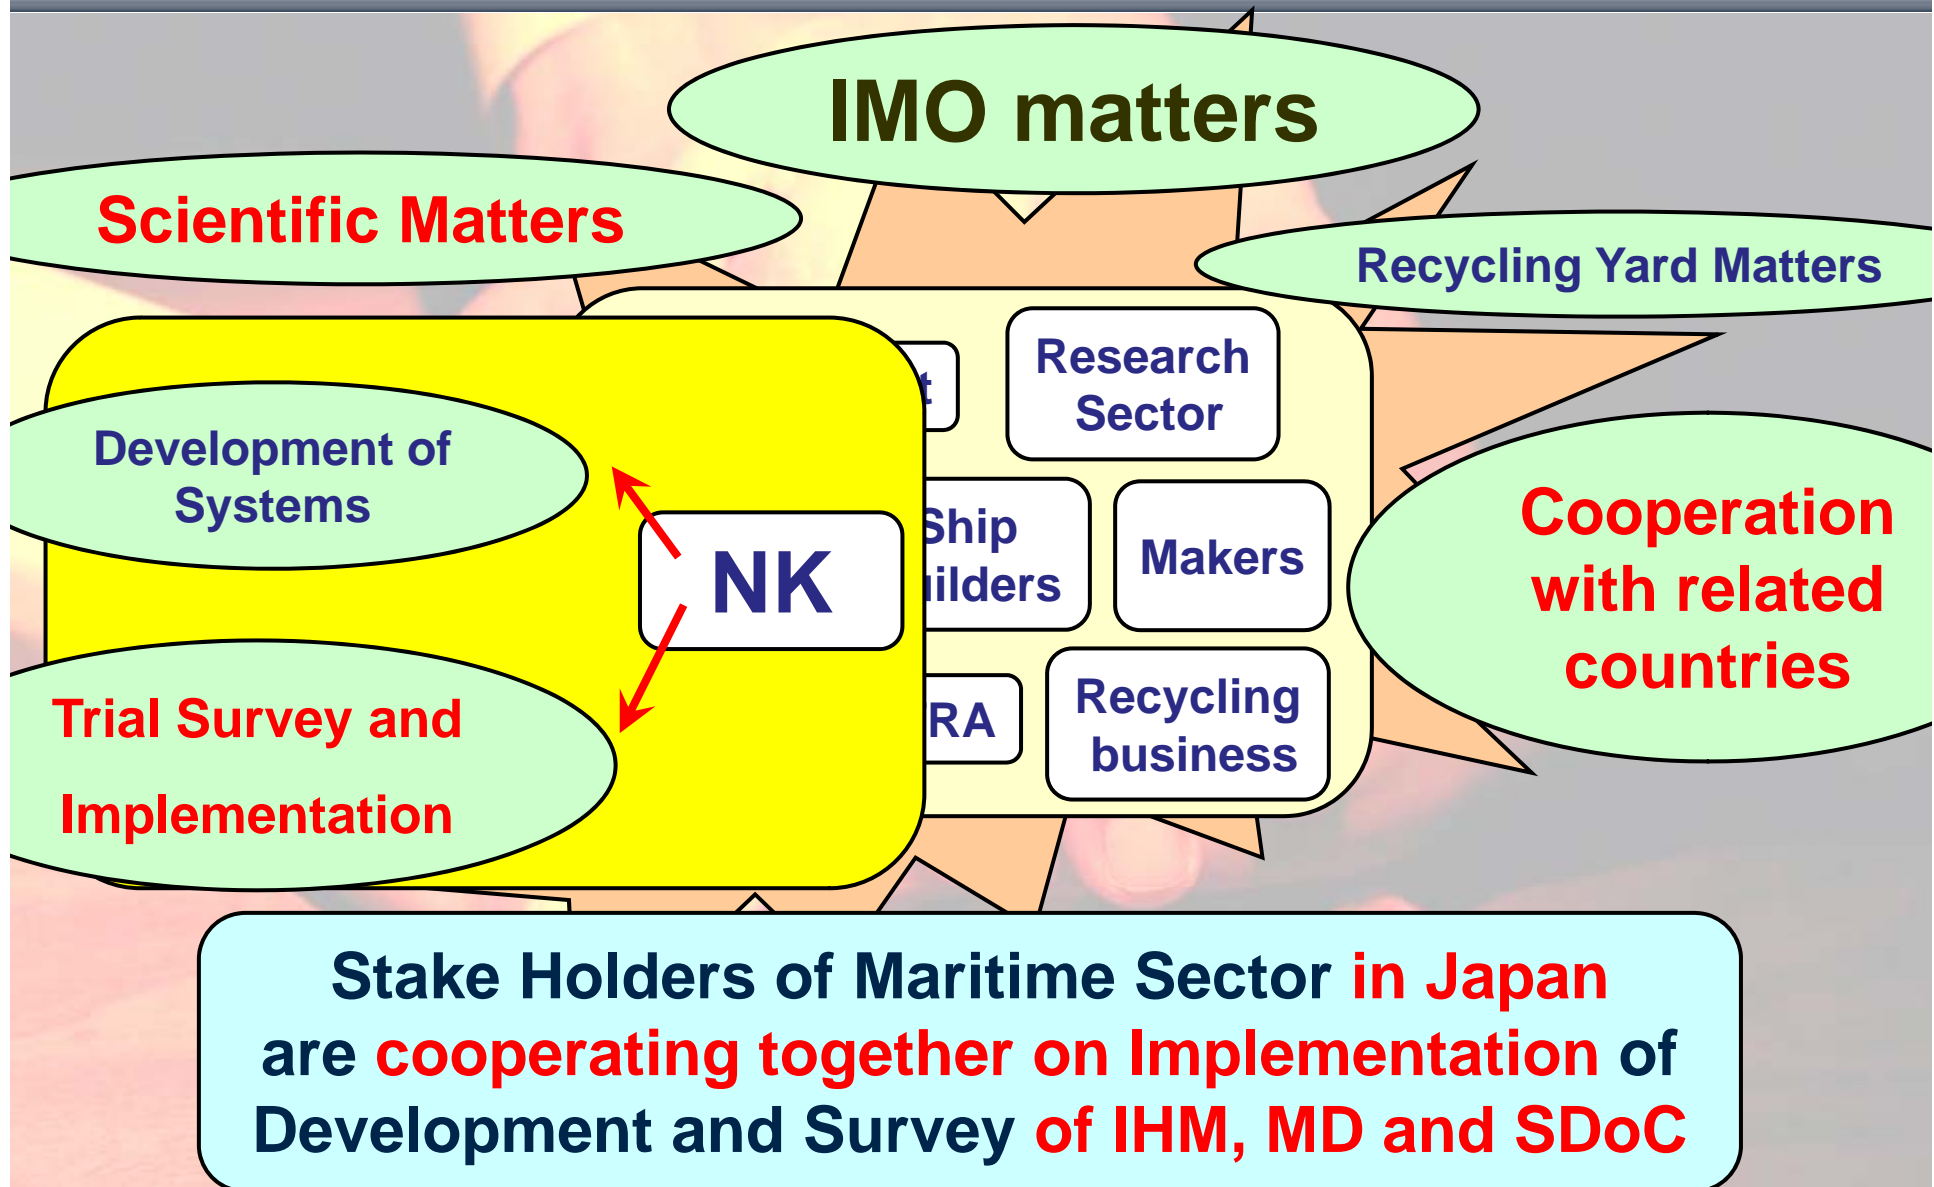 IMO matters
Scientific Matters
Recycling Yard Matters
Research
Sector
Development of
Systems
Ship
Makers
NK
Cooperation
with related
countries
Trial Survey and
Implementation
RA
Recycling
business
Stake Holders of Maritime Sector in Japan
are cooperating together on Implementation of
Development and Survey of IHM, MD and SDoC